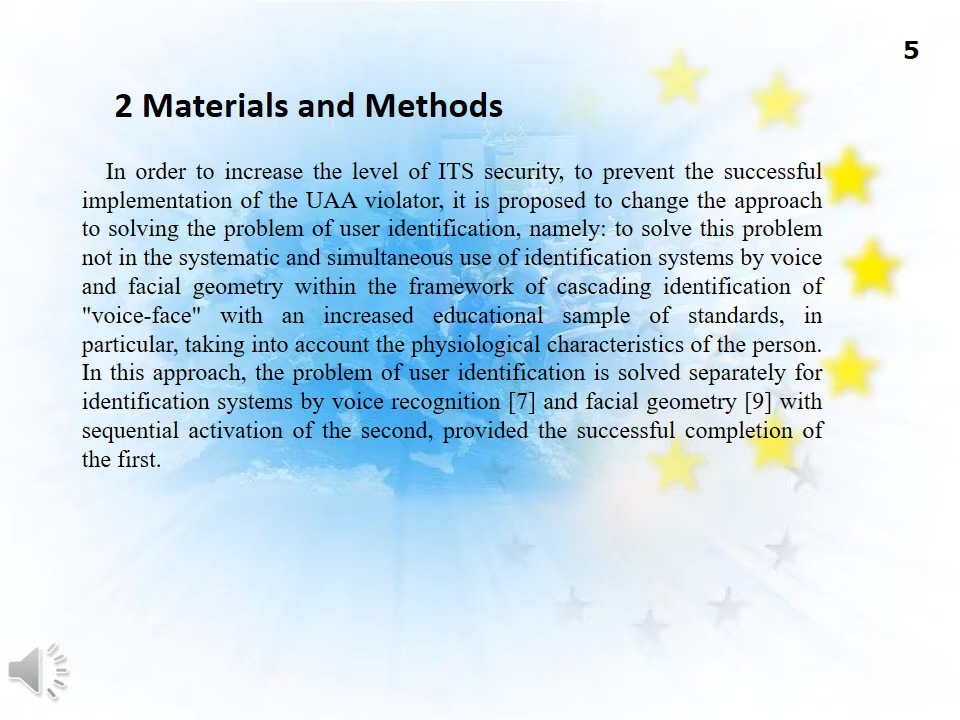 5
2 Materials and Methods
In order to increase the level of ITS security, to prevent the successful
implementation of the UAA violator, it is proposed to change the approach
to solving the problem of user identification, namely: to solve this problem
not in the systematic and simultaneous use of identification systems by voice
and facial geometry within the framework of cascading identification of
"voice-face" with an increased educational sample of standards, in
particular, taking into account the physiological characteristics of the person.
In this approach, the problem of user identification is solved separately for
identification systems by voice recognition [7] and facial geometry [9] with
sequential activation of the second, provided the successful completion of
the first.